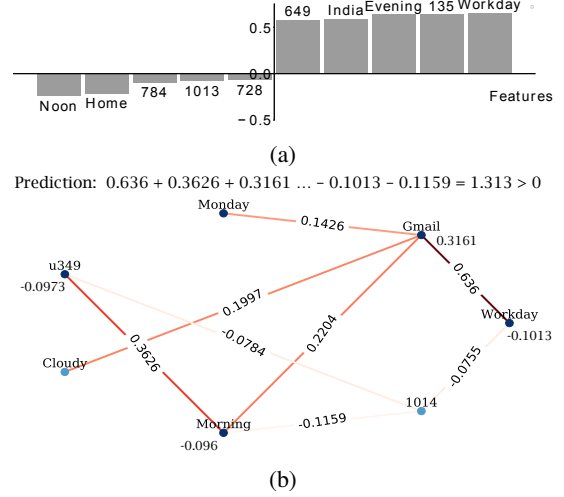 0.5
649 India Evening 135 Workday
0.0
Noon Home 784 1013 728
Features
−0.5
(a)
Prediction: 0.636 + 0.3626 + 0.3161 ... − 0.1013 − 0.1159 = 1.313 > 0
Monday
0.1426
Gmail
0.3161
u349
-0.0973
0.1997
0.636
Workday
-0.1013
-0.0784
0.2204
0.3626
Cloudy
-0.0755
1014
Morning
-0.096
-0.1159
(b)